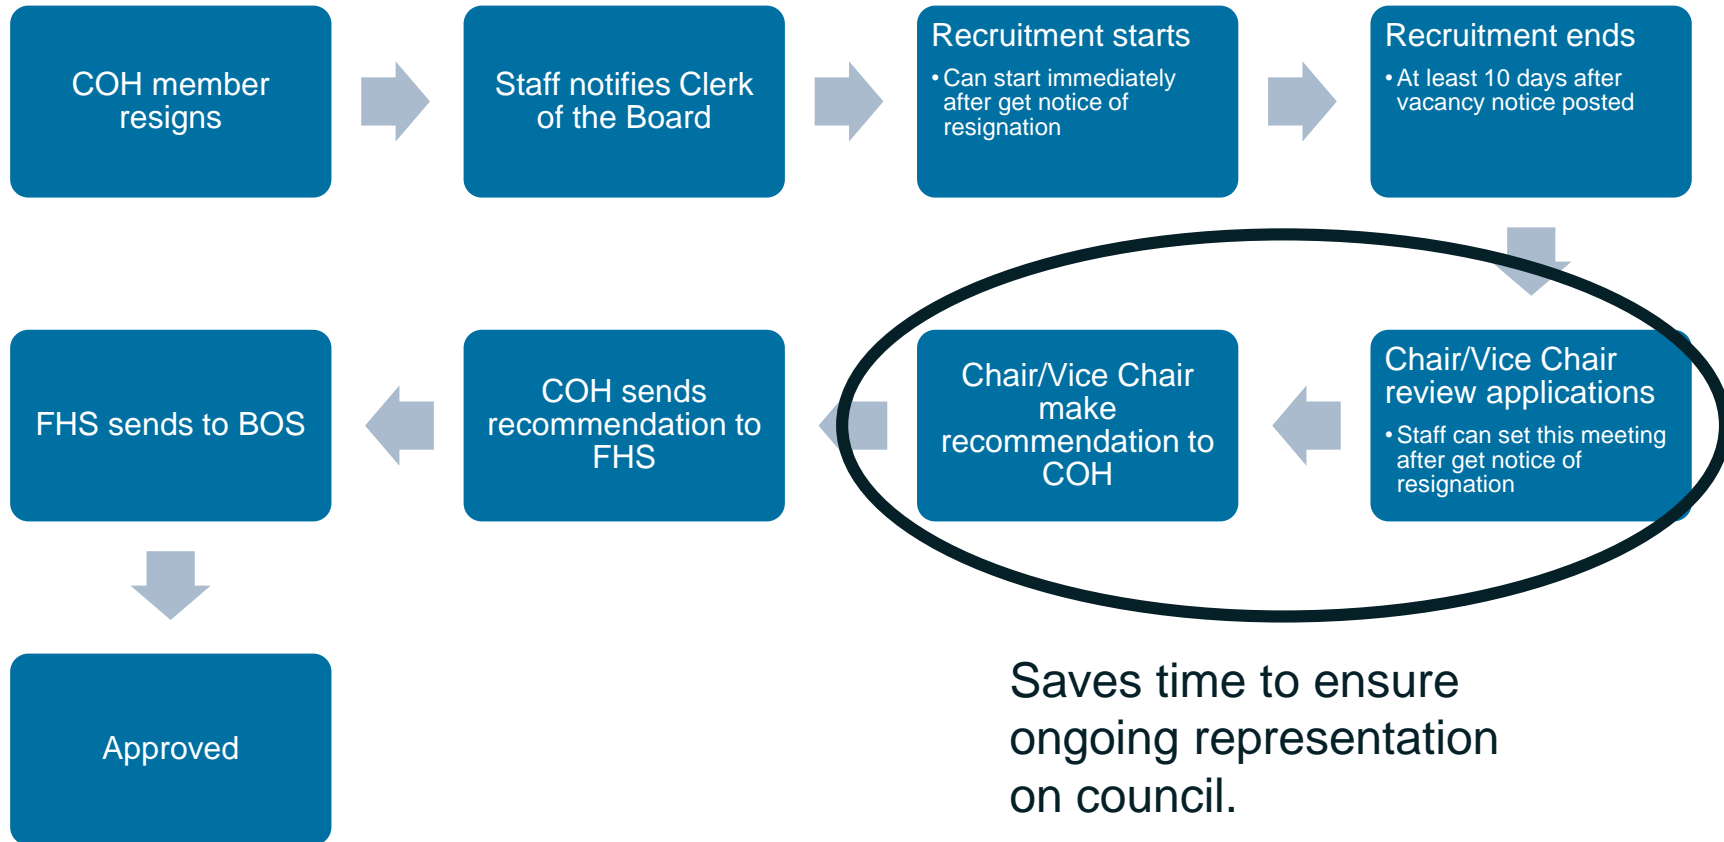 COH member
resigns
Staff notifies Clerk
of the Board
Recruitment starts
• Can start immediately
after get notice of
resignation
Recruitment ends
• At least 10 days after
vacancy notice posted
Chair/Vice Chair
review applications
• Staff can set this meeting
after get notice of
resignation
Chair/Vice Chair
make
recommendation to
COH
COH sends
recommendation to
FHS
FHS sends to BOS
Approved
Saves time to ensure
ongoing representation
on council.